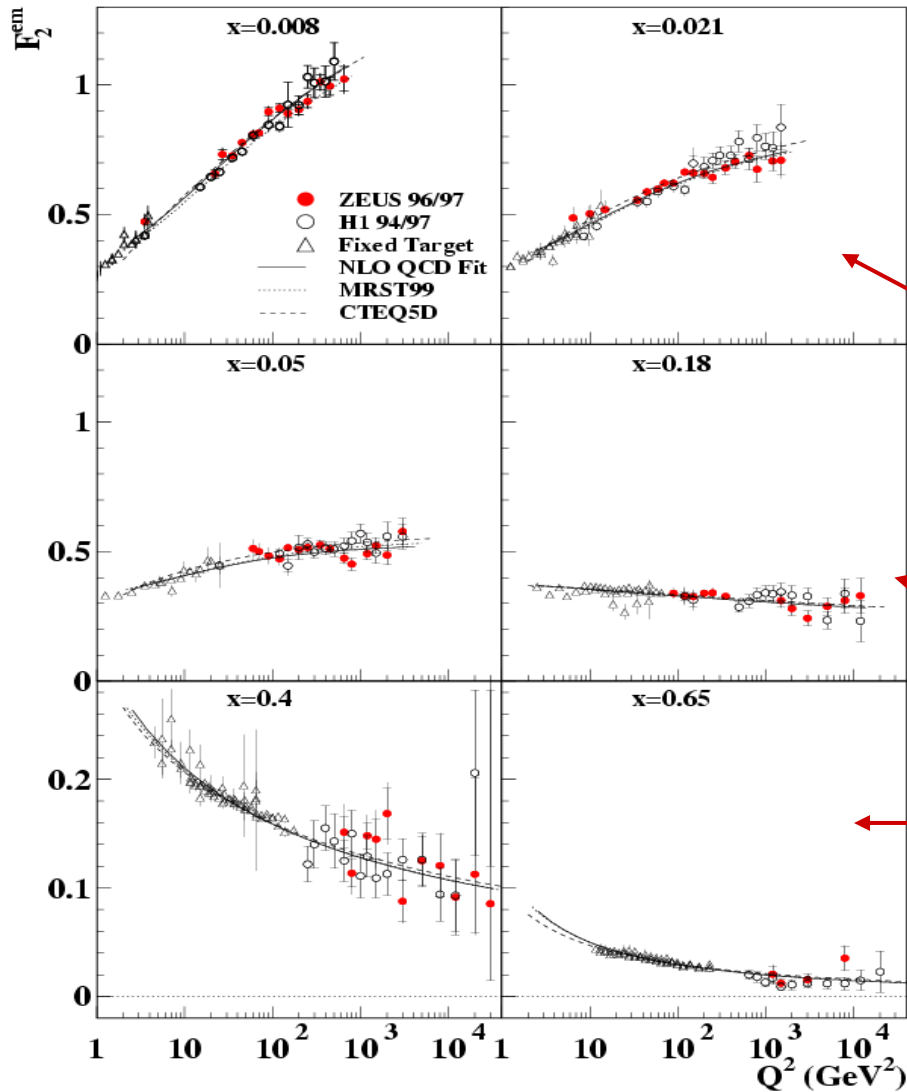 F₂ᵉᵐ
x=0.008
x=0.021
1
0.5
0
ZEUS 96/97
H1 94/97
Fixed Target
NLO QCD Fit
MRST99
CTEQ5D
x=0.05
x=0.18
1
0.5
0
x=0.4
x=0.65
0.2
0.1
0
1 10 10² 10³ 10⁴ 1 10 10² 10³ 10⁴
Q² (GeV²)